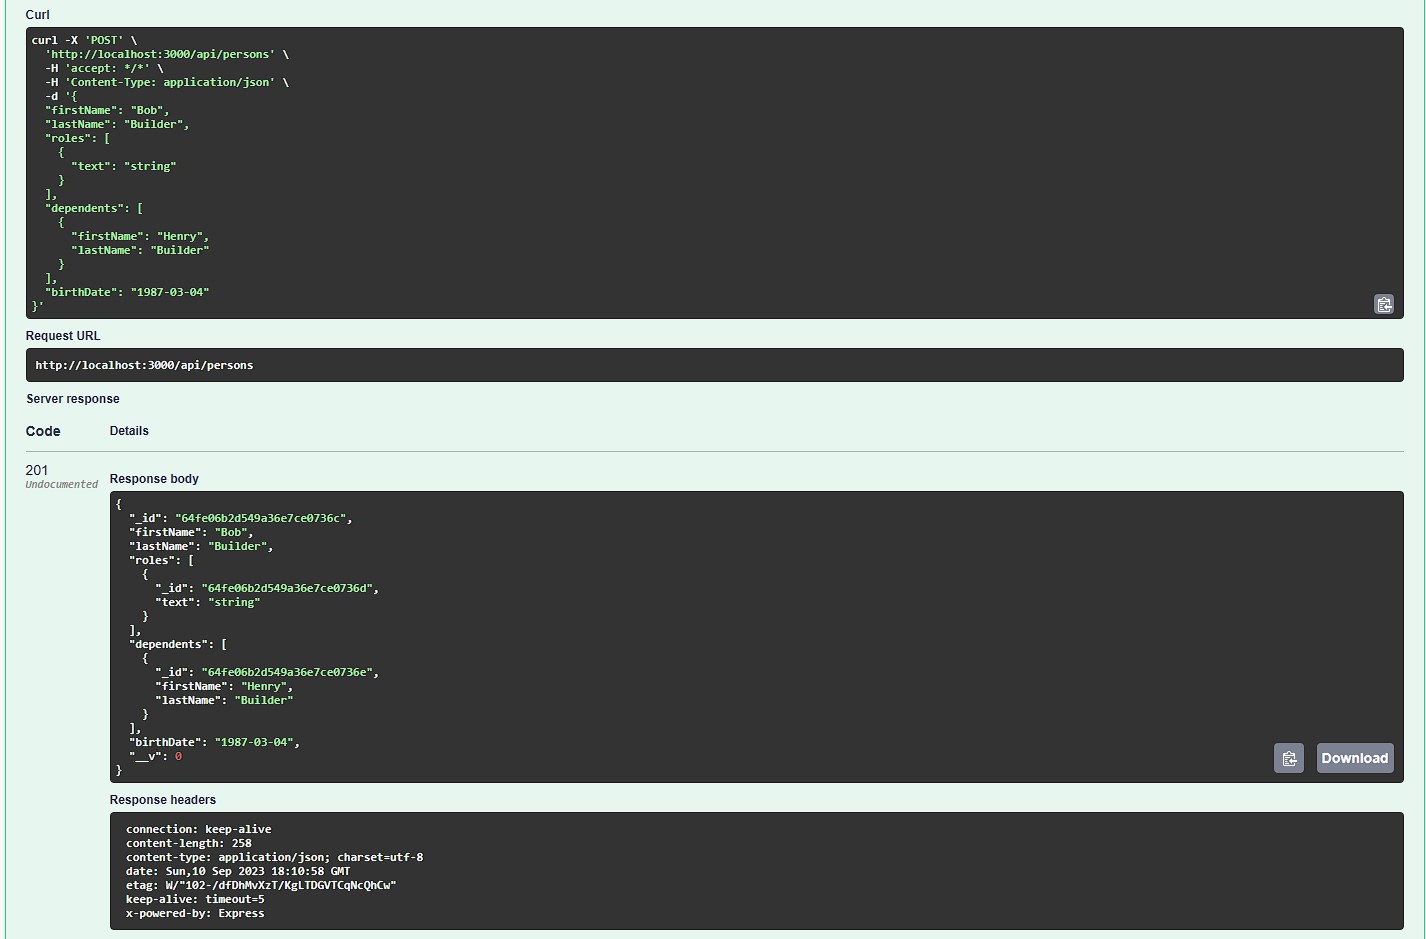 Curl
curl -X 'POST' \
  'http://localhost:3000/api/persons' \
  -H 'accept: */*' \
  -H 'Content-Type: application/json' \
  -d '{
  "firstName": "Bob",
  "lastName": "Builder",
  "roles": [
    {
      "text": "string"
    }
  ],
  "dependents": [
    {
      "firstName": "Henry",
      "lastName": "Builder"
    }
  ],
  "birthDate": "1987-03-04"
}'
Request URL
http://localhost:3000/api/persons
Server response
Code Details
201
Undocumented
Response body
{
  "_id": "64fe06b2d549a36e7ce0736c",
  "firstName": "Bob",
  "lastName": "Builder",
  "roles": [
    {
      "_id": "64fe06b2d549a36e7ce0736d",
      "text": "string"
    }
  ],
  "dependents": [
    {
      "_id": "64fe06b2d549a36e7ce0736e",
      "firstName": "Henry",
      "lastName": "Builder"
    }
  ],
  "birthDate": "1987-03-04",
  "__v": 0
}
Download
Response headers
connection: keep-alive
content-length: 258
content-type: application/json; charset=utf-8
date: Sun,10 Sep 2023 18:10:58 GMT
etag: W/"102-/dfDhMvXzT/KgLTDGVTCqNcQhCw"
keep-alive: timeout=5
x-powered-by: Express